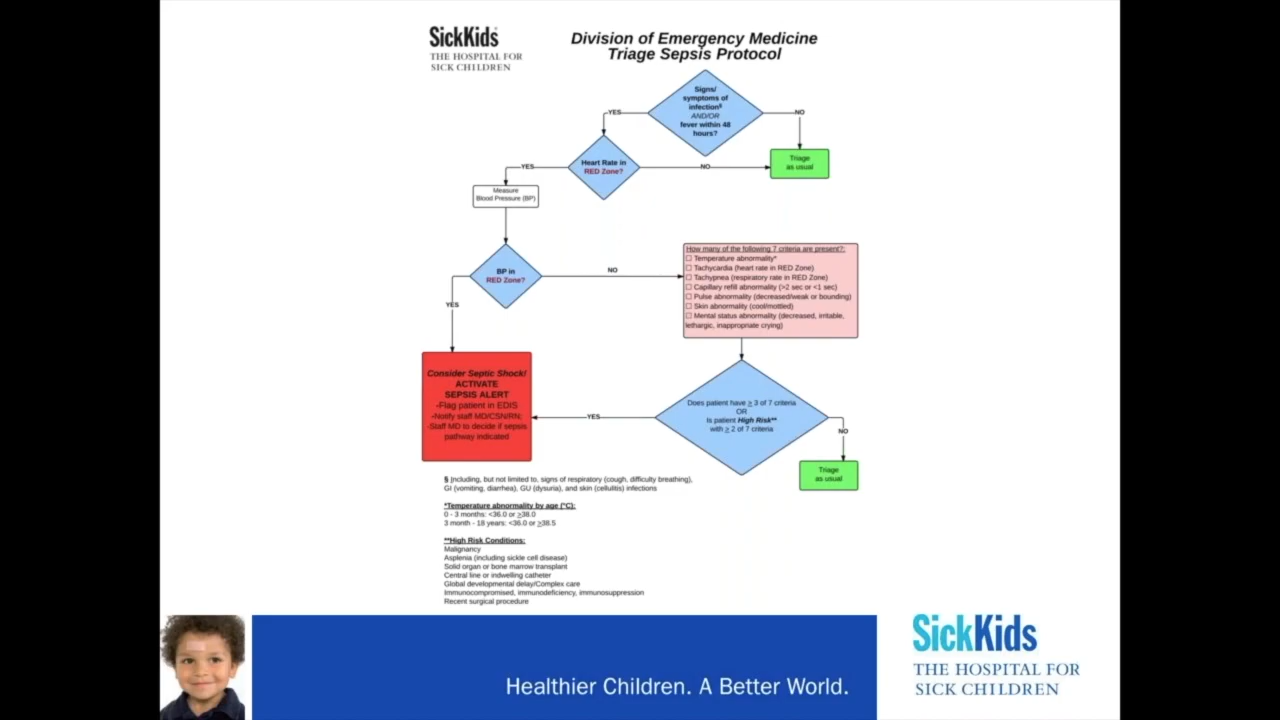 SickKids
THE HOSPITAL FOR
SICK CHILDREN
Division of Emergency Medicine
Triage Sepsis Protocol
Signs/
symptoms of
infection§
AND/OR
fever within 48
hours?
YES
NO
Heart Rate in
RED Zone?
Triage
as usual
YES
NO
Measure
Blood Pressure (BP)
BP in
RED Zone?
NO
YES
How many of the following 7 criteria are present?:
☐ Temperature abnormality*
☐ Tachycardia (heart rate in RED Zone)
☐ Tachypnea (respiratory rate in RED Zone)
☐ Capillary refill abnormality (>2 sec or <1 sec)
☐ Pulse abnormality (decreased/weak or bounding)
☐ Skin abnormality (cool/mottled)
☐ Mental status abnormality (decreased, irritable,
lethargic, inappropriate crying)
Consider Septic Shock!
ACTIVATE
SEPSIS ALERT
-Flag patient in EDIS
-Notify staff MD/CSN/RN;
-Staff MD to decide if sepsis
pathway indicated
YES
Does patient have ≥ 3 of 7 criteria
OR
Is patient High Risk**
with ≥ 2 of 7 criteria
NO
Triage
as usual
§ Including, but not limited to, signs of respiratory (cough, difficulty breathing),
GI (vomiting, diarrhea), GU (dysuria), and skin (cellulitis) infections
*Temperature abnormality by age (°C):
0 - 3 months: <36.0 or ≥38.0
3 month - 18 years: <36.0 or ≥38.5
**High Risk Conditions:
Malignancy
Asplenia (including sickle cell disease)
Solid organ or bone marrow transplant
Central line or indwelling catheter
Global developmental delay/Complex care
Immunocompromised, immunodeficiency, immunosuppression
Recent surgical procedure
Healthier Children. A Better World.
SickKids
THE HOSPITAL FOR
SICK CHILDREN